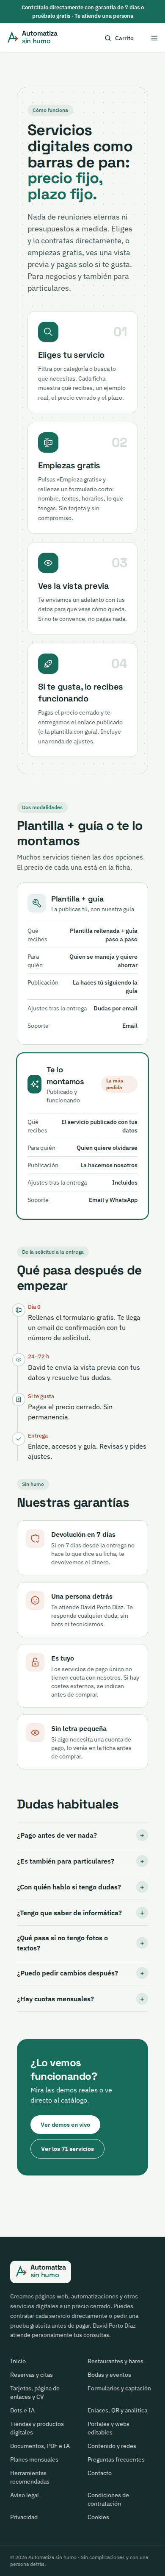 Contrátalo directamente con garantía de 7 días o
pruébalo gratis · Te atiende una persona
Automatiza
sin humo
Carrito
Cómo funciona
Servicios
digitales como
barras de pan:
precio fijo,
plazo fijo.
Nada de reuniones eternas ni
presupuestos a medida. Eliges
y lo contratas directamente, o
empiezas gratis, ves una vista
previa y pagas solo si te gusta.
Para negocios y también para
particulares.
01
Eliges tu servicio
Filtra por categoría o busca lo
que necesitas. Cada ficha
muestra qué recibes, un ejemplo
real, el precio cerrado y el plazo.
02
Empiezas gratis
Pulsas «Empieza gratis» y
rellenas un formulario corto:
nombre, textos, horarios, lo que
tengas. Sin tarjeta y sin
compromiso.
03
Ves la vista previa
Te enviamos un adelanto con tus
datos para que veas cómo queda.
Si no te convence, no pagas nada.
04
Si te gusta, lo recibes
funcionando
Pagas el precio cerrado y te
entregamos el enlace publicado
(o la plantilla con guía). Incluye
una ronda de ajustes.
Dos modalidades
Plantilla + guía o te lo
montamos
Muchos servicios tienen las dos opciones.
El precio de cada una está en la ficha.
Plantilla + guía
La publicas tú, con nuestra guía
Qué
recibes
Plantilla rellenada + guía
paso a paso
Para
quién
Quien se maneja y quiere
ahorrar
Publicación
La haces tú siguiendo la
guía
Ajustes tras la entrega
Dudas por email
Soporte
Email
Te lo
montamos
Publicado y
funcionando
La más
pedida
Qué
recibes
El servicio publicado con tus
datos
Para quién
Quien quiere olvidarse
Publicación
La hacemos nosotros
Ajustes tras la entrega
Incluidos
Soporte
Email y WhatsApp
De la solicitud a la entrega
Qué pasa después de
empezar
Día 0
Rellenas el formulario gratis. Te llega
un email de confirmación con tu
número de solicitud.
24–72 h
David te envía la vista previa con tus
datos y resuelve tus dudas.
Si te gusta
Pagas el precio cerrado. Sin
permanencia.
Entrega
Enlace, accesos y guía. Revisas y pides
ajustes.
Sin humo
Nuestras garantías
Devolución en 7 días
Si en 7 días desde la entrega no
hace lo que dice su ficha, te
devolvemos el dinero.
Una persona detrás
Te atiende David Porto Díaz. Te
responde cualquier duda, sin
bots ni tecnicismos.
Es tuyo
Los servicios de pago único no
tienen cuota con nosotros. Si hay
costes externos, se indican
antes de comprar.
Sin letra pequeña
Si algo necesita una cuenta de
pago, lo verás en la ficha antes
de comprar.
Dudas habituales
¿Pago antes de ver nada?
+
¿Es también para particulares?
+
¿Con quién hablo si tengo dudas?
+
¿Tengo que saber de informática?
+
¿Qué pasa si no tengo fotos o
textos?
+
¿Puedo pedir cambios después?
+
¿Hay cuotas mensuales?
+
¿Lo vemos
funcionando?
Mira las demos reales o ve
directo al catálogo.
Ver demos en vivo
Ver los 71 servicios
Automatiza
sin humo
Creamos páginas web, automatizaciones y otros
servicios digitales a un precio cerrado. Puedes
contratar cada servicio directamente o pedir una
prueba gratuita antes de pagar. David Porto Díaz
atiende personalmente tus consultas.
Inicio
Restaurantes y bares
Reservas y citas
Bodas y eventos
Tarjetas, página de
enlaces y CV
Formularios y captación
Bots e IA
Enlaces, QR y analítica
Tiendas y productos
digitales
Portales y webs
editables
Documentos, PDF e IA
Contenido y redes
Planes mensuales
Preguntas frecuentes
Herramientas
recomendadas
Contacto
Aviso legal
Condiciones de
contratación
Privacidad
Cookies
© 2026 Automatiza sin humo · Sin complicaciones y con una
persona detrás.